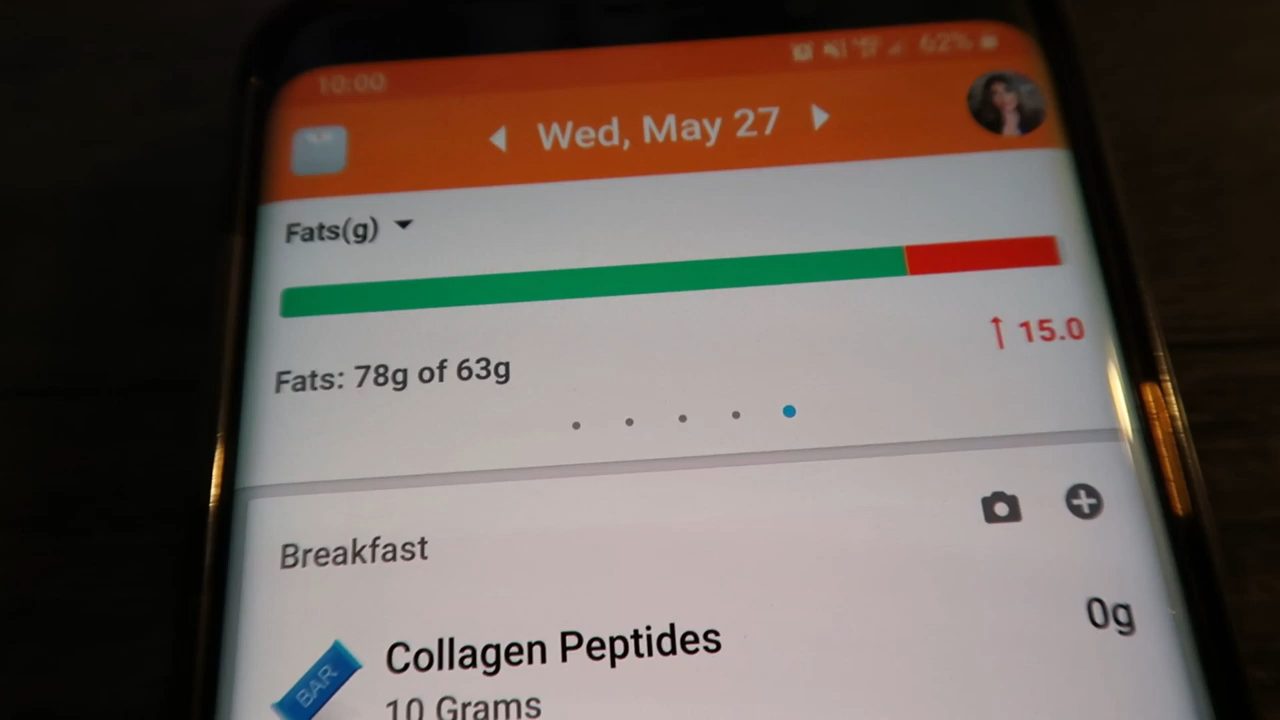 10:00 62%
Wed, May 27
Fats(g)
↑ 15.0
Fats: 78g of 63g
Breakfast
0g
Collagen Peptides
BAR
10 Grams